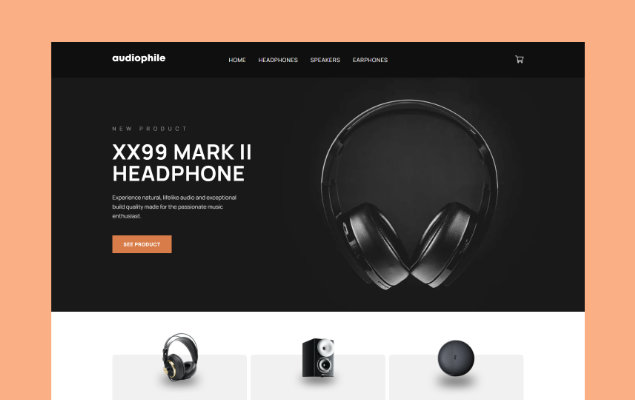 audiophile
HOME HEADPHONES SPEAKERS EARPHONES
NEW PRODUCT
XX99 MARK II
HEADPHONE
Experience natural, lifelike audio and exceptional
build quality made for the passionate music
enthusiast.
SEE PRODUCT